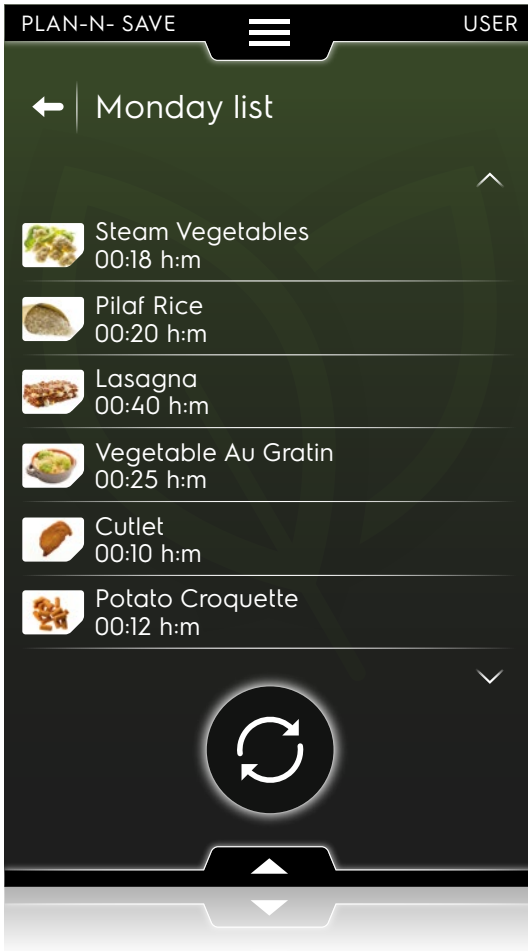 PLAN-N- SAVE
USER
Monday list
Steam Vegetables
00:18 h:m
Pilaf Rice
00:20 h:m
Lasagna
00:40 h:m
Vegetable Au Gratin
00:25 h:m
Cutlet
00:10 h:m
Potato Croquette
00:12 h:m